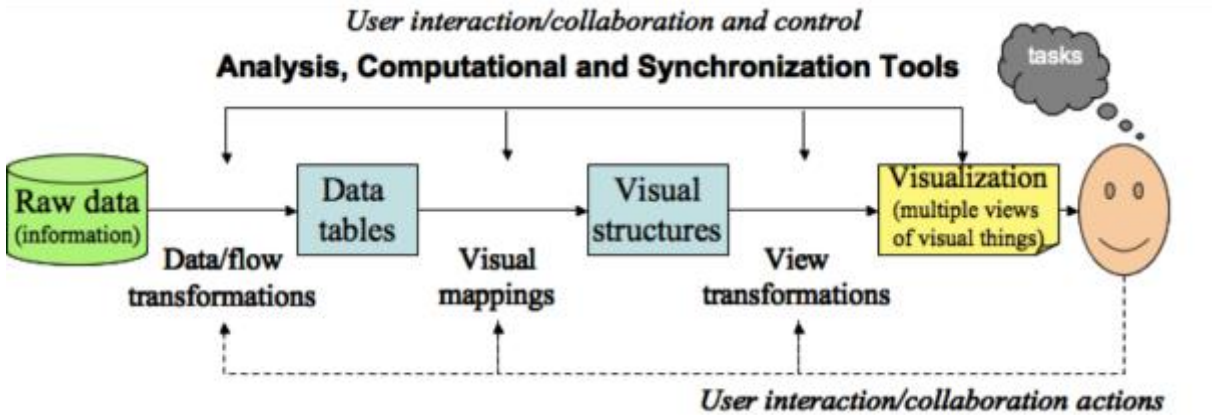 User interaction/collaboration and control
Analysis, Computational and Synchronization Tools
tasks
Raw data
(information)
Data
tables
Visual
structures
Visualization
(multiple views
of visual things)
Data/flow
transformations
Visual
mappings
View
transformations
User interaction/collaboration actions